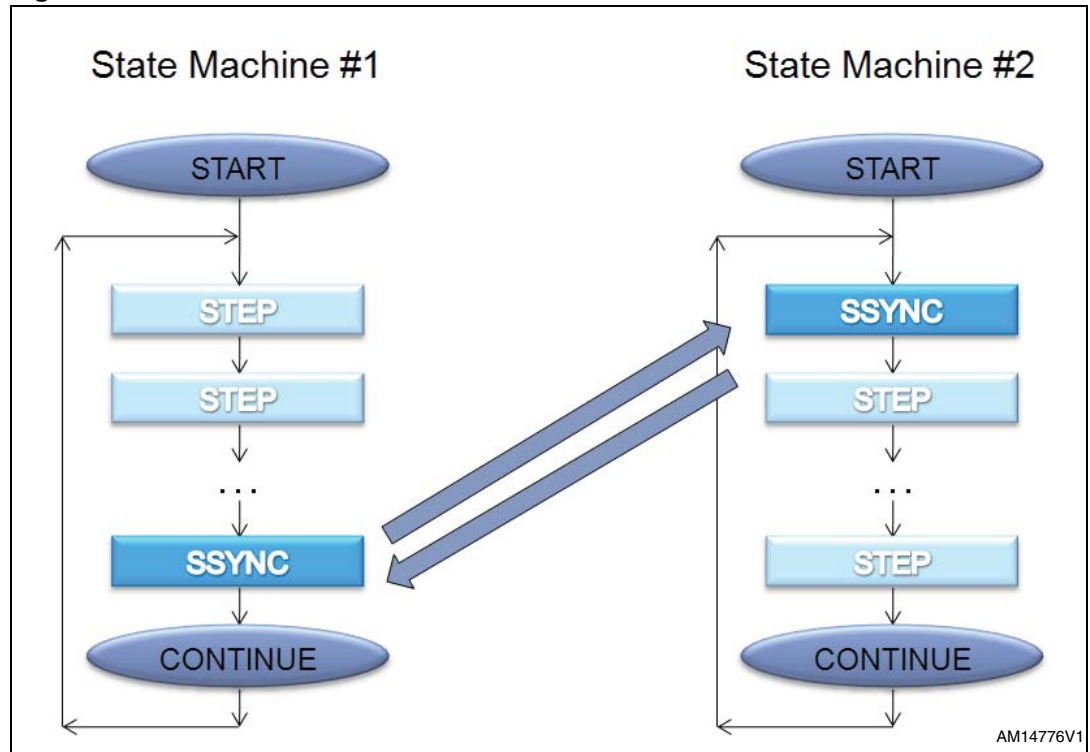 State Machine #1
START
STEP
STEP
...
SSYNC
CONTINUE
State Machine #2
START
SSYNC
STEP
...
STEP
CONTINUE
AM14776V1